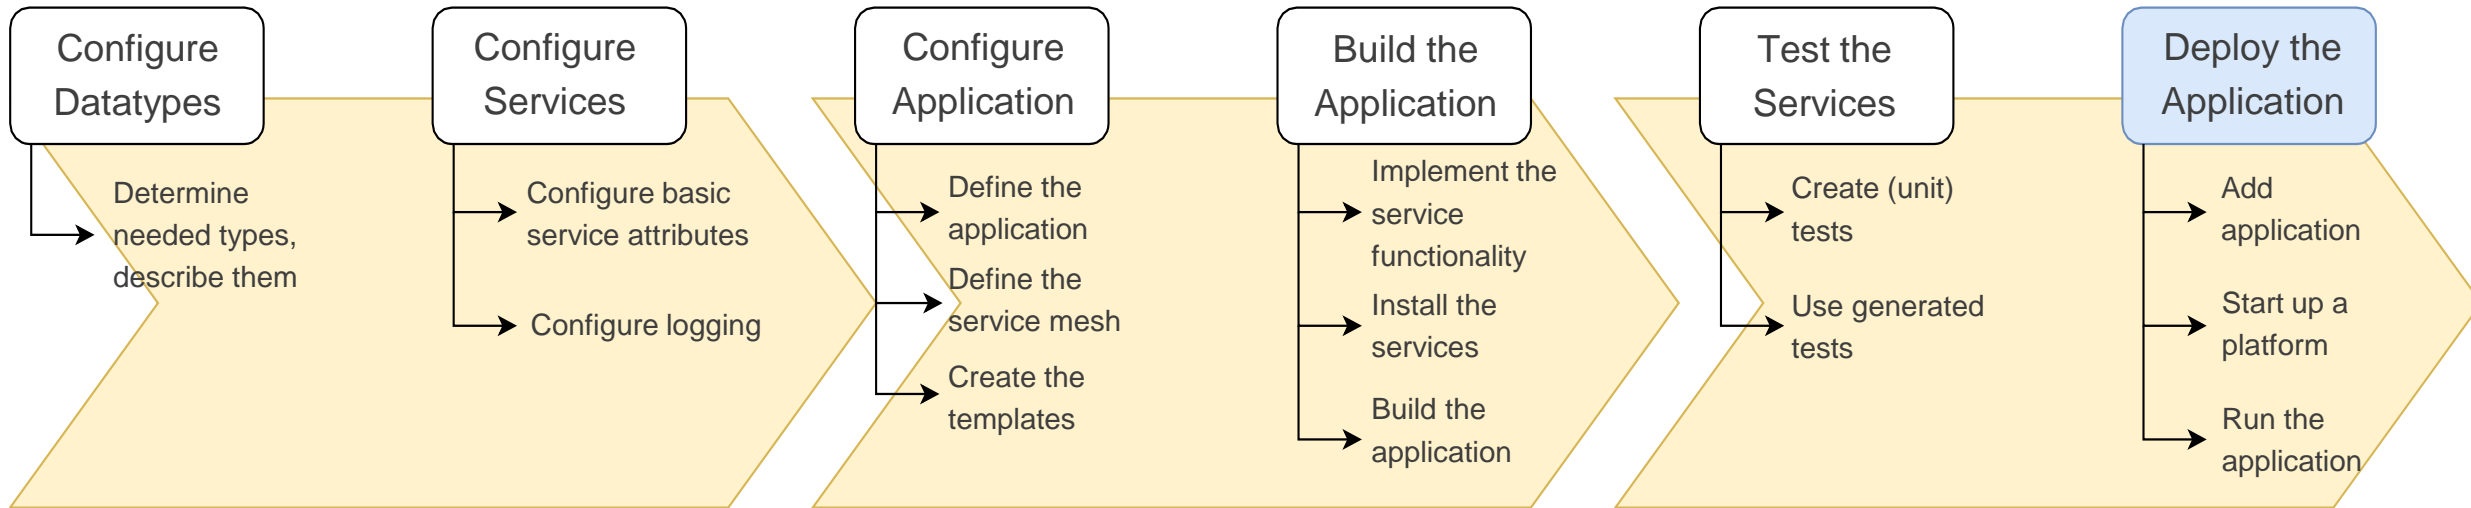 Configure
Datatypes
Determine
needed types,
describe them
Configure
Services
Configure basic
service attributes
Configure logging
Configure
Application
Define the
application
Define the
service mesh
Create the
templates
Build the
Application
Implement the
service
functionality
Install the
services
Build the
application
Test the
Services
Create (unit)
tests
Use generated
tests
Deploy the
Application
Add
application
Start up a
platform
Run the
application